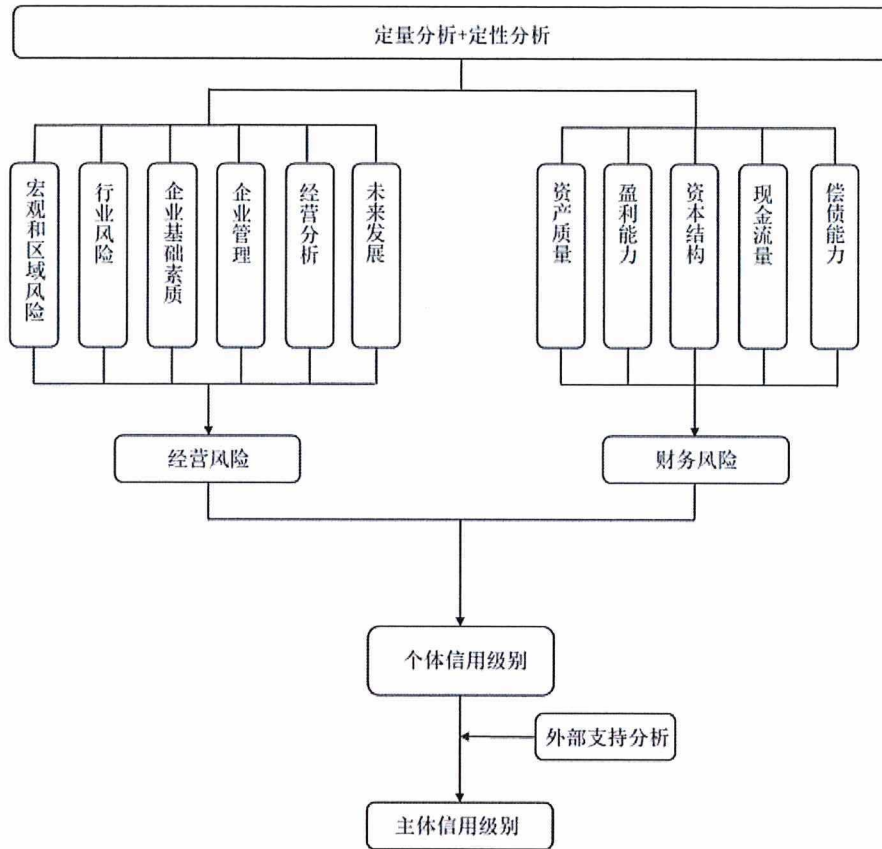 定量分析+定性分析
宏观和区域风险
行业风险
企业基础素质
企业管理
经营分析
未来发展
资产质量
盈利能力
资本结构
现金流量
偿债能力
经营风险
财务风险
个体信用级别
外部支持分析
主体信用级别